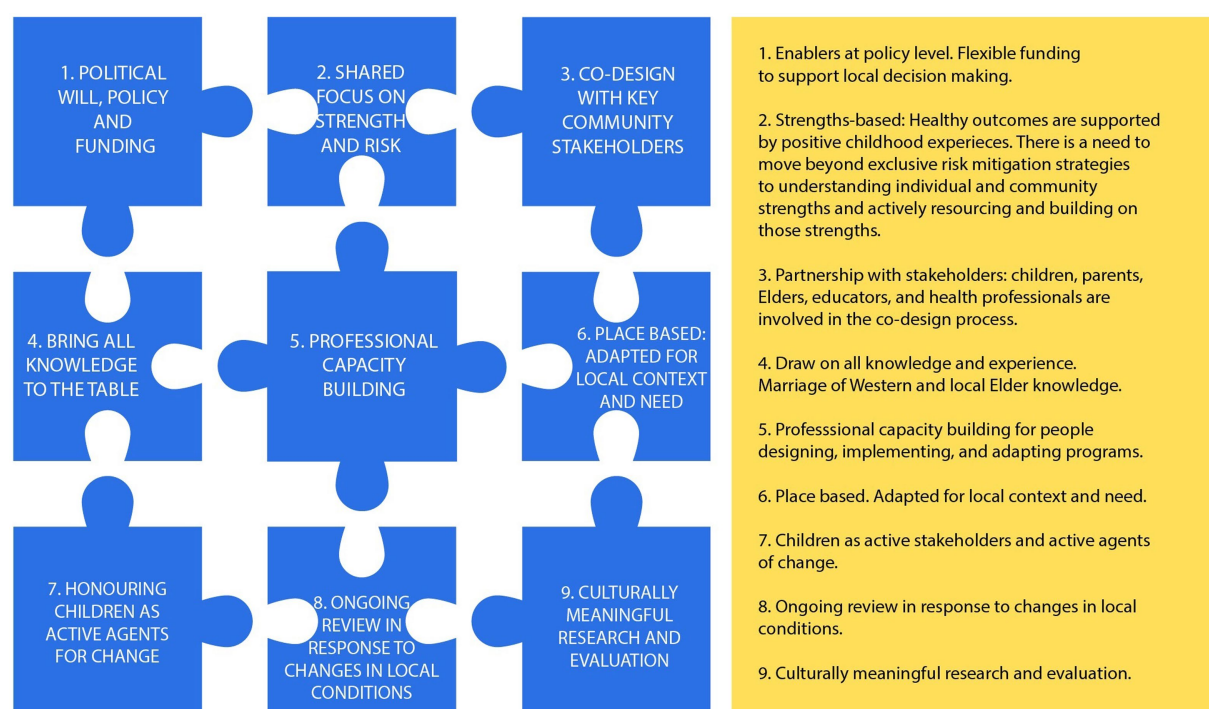 1. POLITICAL
WILL, POLICY
AND
FUNDING
2. SHARED
FOCUS ON
STRENGTH
AND RISK
3. CO-DESIGN
WITH KEY
COMMUNITY
STAKEHOLDERS
4. BRING ALL
KNOWLEDGE
TO THE TABLE
5. PROFESSIONAL
CAPACITY
BUILDING
6. PLACE BASED:
ADAPTED FOR
LOCAL CONTEXT
AND NEED
7. HONOURING
CHILDREN AS
ACTIVE AGENTS
FOR CHANGE
8. ONGOING
REVIEW IN
RESPONSE TO
CHANGES IN LOCAL
CONDITIONS
9. CULTURALLY
MEANINGFUL
RESEARCH AND
EVALUATION
1. Enablers at policy level. Flexible funding
to support local decision making.
2. Strengths-based: Healthy outcomes are supported
by positive childhood experieces. There is a need to
move beyond exclusive risk mitigation strategies
to understanding individual and community
strengths and actively resourcing and building on
those strengths.
3. Partnership with stakeholders: children, parents,
Elders, educators, and health professionals are
involved in the co-design process.
4. Draw on all knowledge and experience.
Marriage of Western and local Elder knowledge.
5. Professsional capacity building for people
designing, implementing, and adapting programs.
6. Place based. Adapted for local context and need.
7. Children as active stakeholders and active agents
of change.
8. Ongoing review in response to changes in local
conditions.
9. Culturally meaningful research and evaluation.